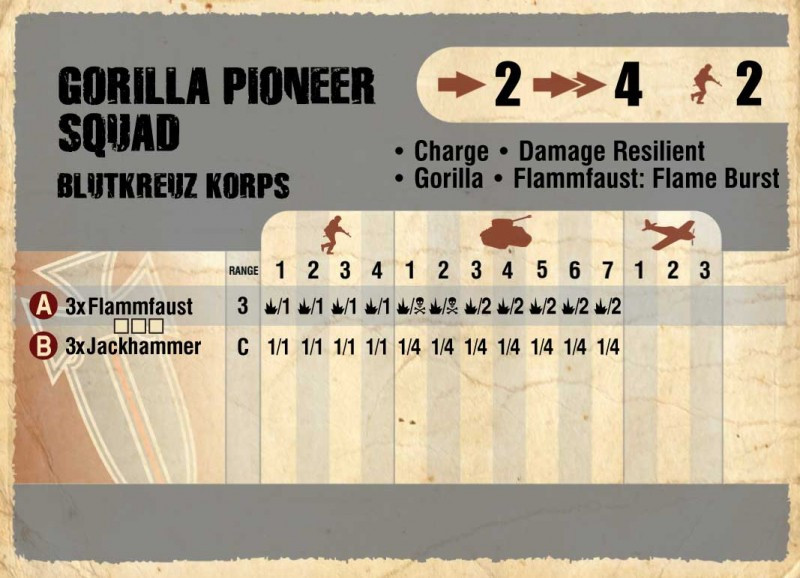 GORILLA PIONEER
SQUAD
BLUTKREUZ KORPS
2 4 2
• Charge • Damage Resilient
• Gorilla • Flammfaust: Flame Burst
RANGE 1 2 3 4 1 2 3 4 5 6 7 1 2 3
A 3xFlammfaust 3 /1 /1 /1 /1 / / /2 /2 /2 /2 /2
B 3xJackhammer C 1/1 1/1 1/1 1/1 1/4 1/4 1/4 1/4 1/4 1/4 1/4